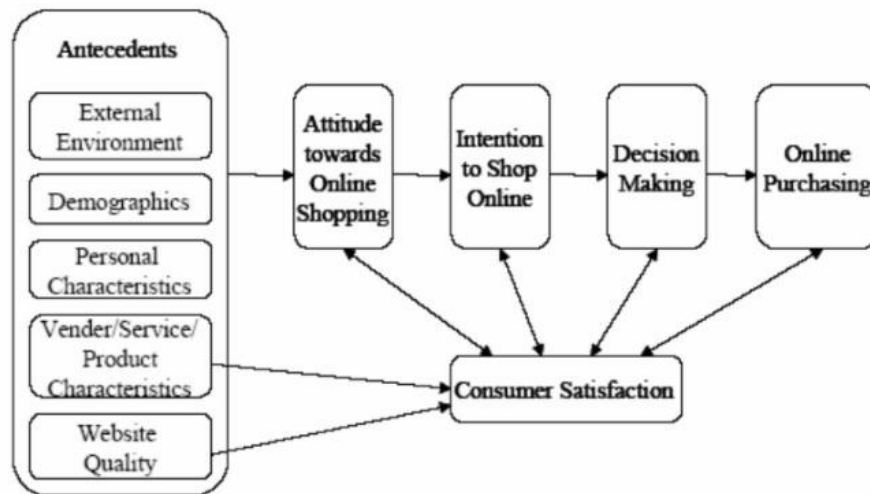 Antecedents
External
Environment
Demographics
Personal
Characteristics
Vender/Service/
Product
Characteristics
Website
Quality
Attitude
towards
Online
Shopping
Intention
to Shop
Online
Decision
Making
Online
Purchasing
Consumer Satisfaction